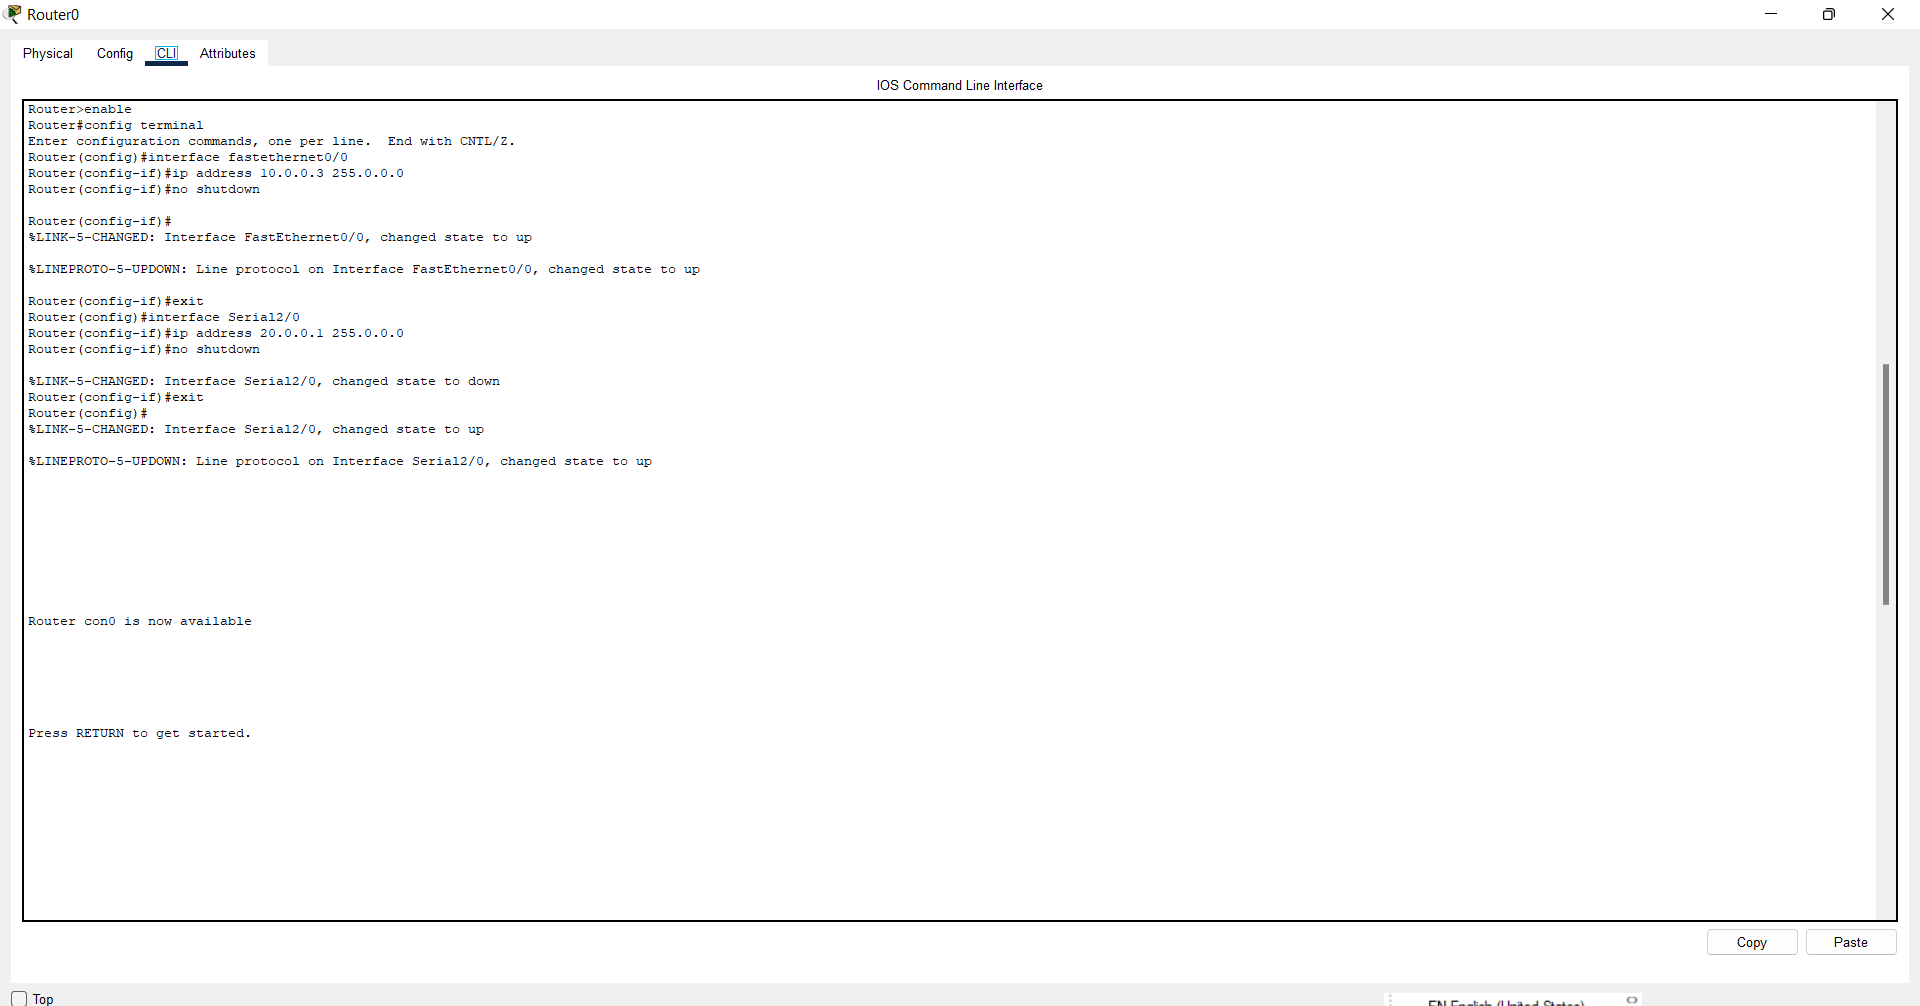 Router0
Physical Config CLI Attributes
IOS Command Line Interface
Router>enable
Router#config terminal
Enter configuration commands, one per line.  End with CNTL/Z.
Router(config)#interface fastethernet0/0
Router(config-if)#ip address 10.0.0.3 255.0.0.0
Router(config-if)#no shutdown
Router(config-if)#
%LINK-5-CHANGED: Interface FastEthernet0/0, changed state to up
%LINEPROTO-5-UPDOWN: Line protocol on Interface FastEthernet0/0, changed state to up
Router(config-if)#exit
Router(config)#interface Serial2/0
Router(config-if)#ip address 20.0.0.1 255.0.0.0
Router(config-if)#no shutdown
%LINK-5-CHANGED: Interface Serial2/0, changed state to down
Router(config-if)#exit
Router(config)#
%LINK-5-CHANGED: Interface Serial2/0, changed state to up
%LINEPROTO-5-UPDOWN: Line protocol on Interface Serial2/0, changed state to up
Router con0 is now available
Press RETURN to get started.
Copy Paste
Top
EN English (United States)